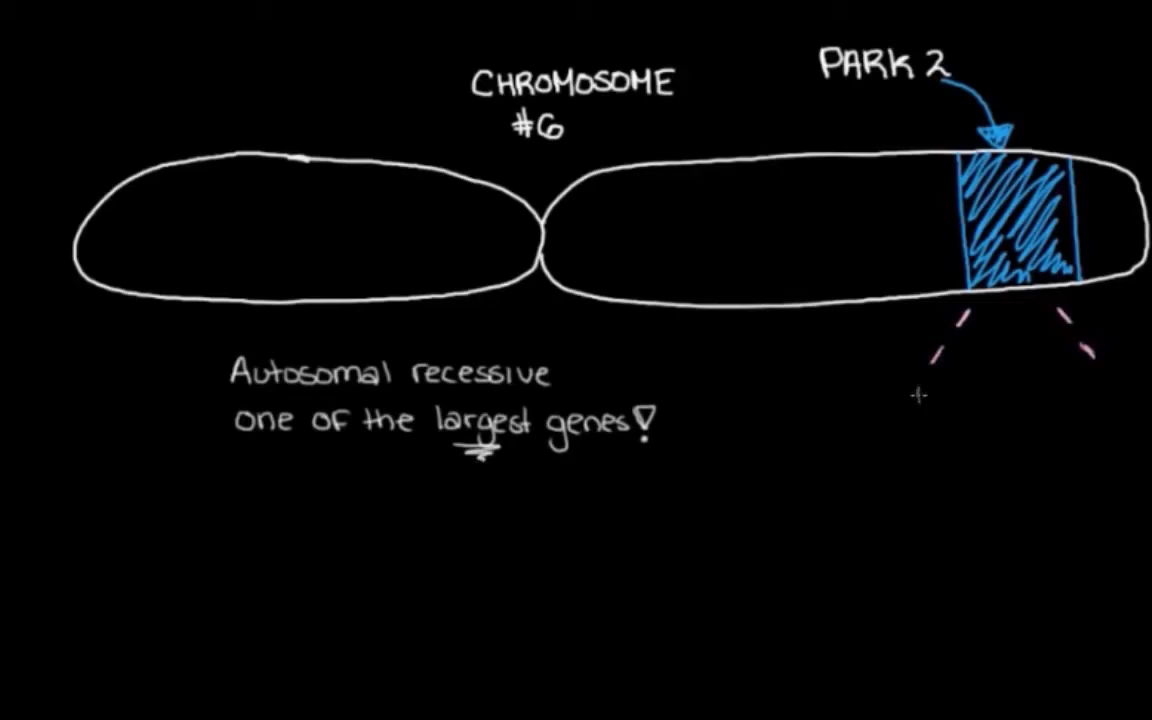 CHROMOSOME
#6
PARK 2
Autosomal recessive
one of the largest genes!